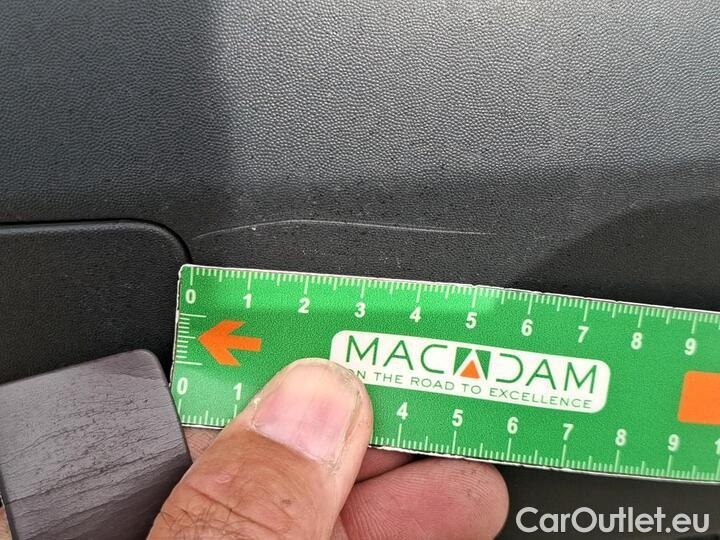 0 1 2 3 4 5 6 7 8 9
MACADAM
ON THE ROAD TO EXCELLENCE
0 1 4 5 6 7 8 9 1
CarOutlet.eu